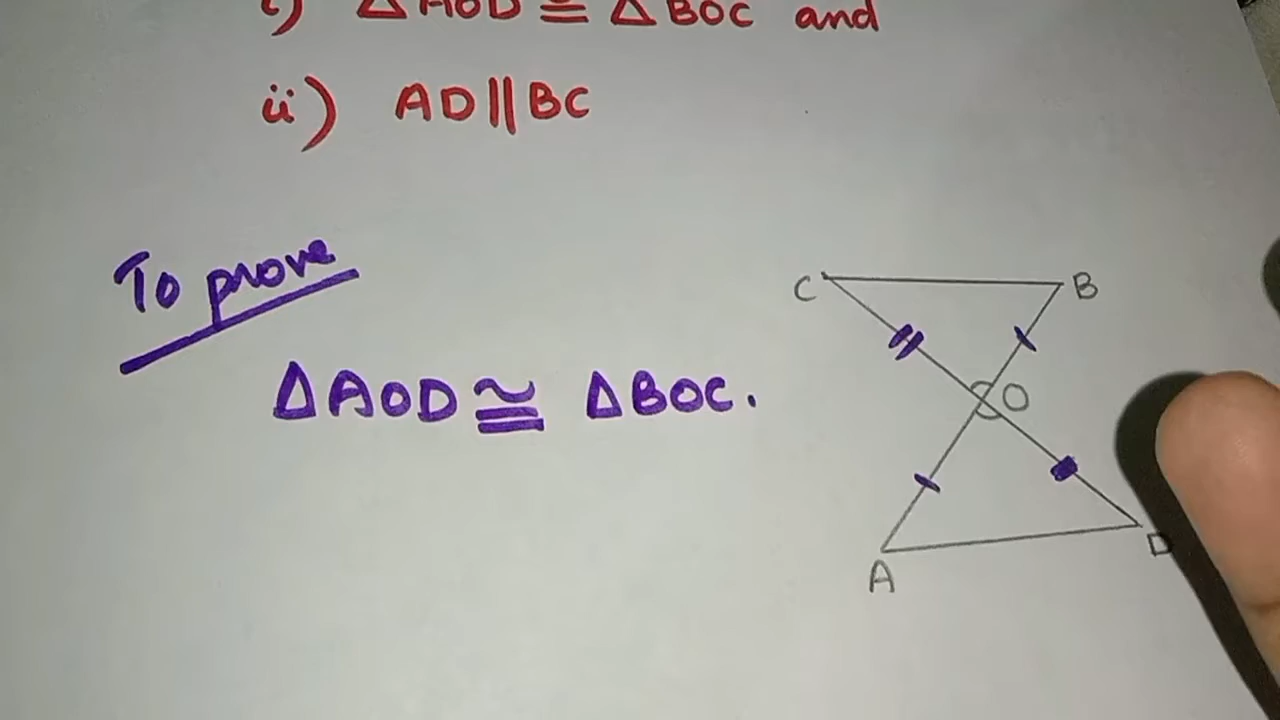 i) ΔAOD ≅ ΔBOC and
ii) AD||BC
To prove
ΔAOD ≅ ΔBOC.
C
B
O
A
D